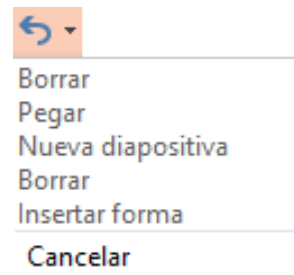 Borrar
Pegar
Nueva diapositiva
Borrar
Insertar forma
Cancelar